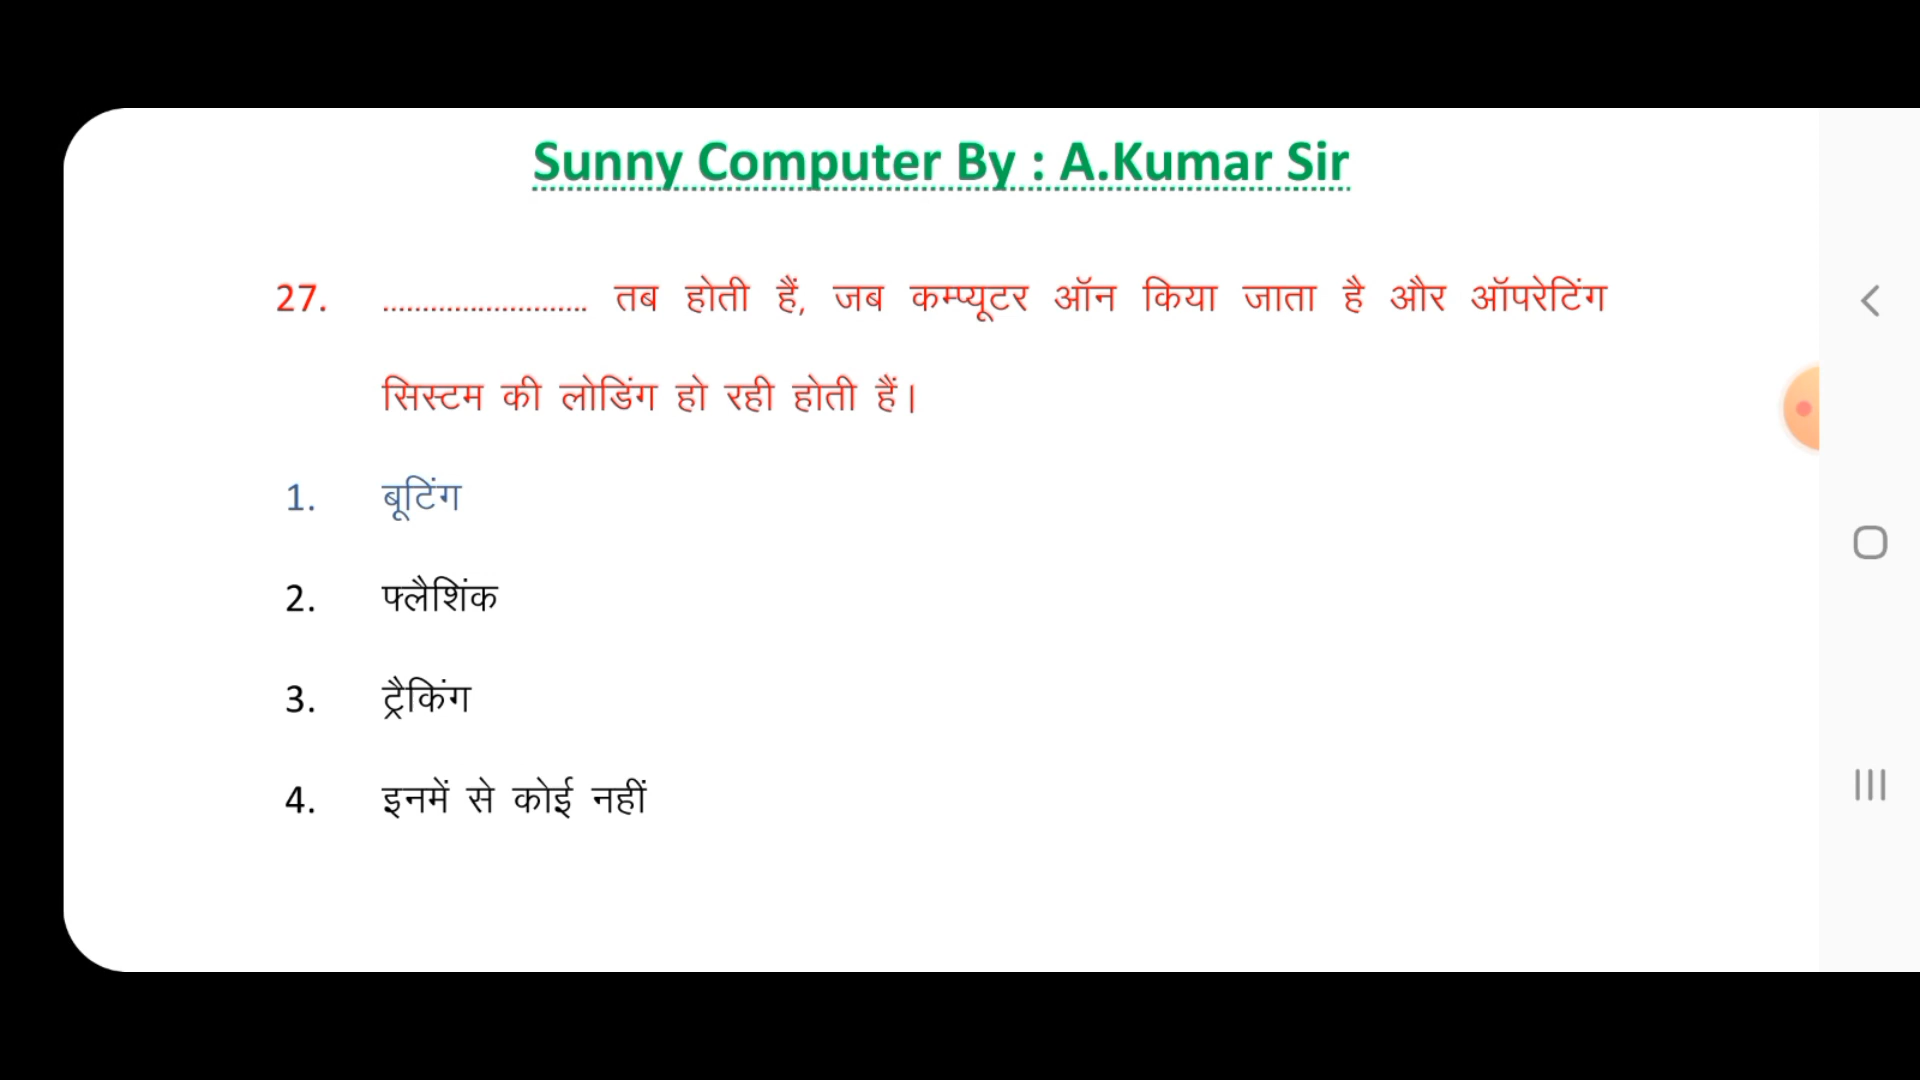 Sunny Computer By : A.Kumar Sir
27. .......................... तब होती हैं, जब कम्प्यूटर ऑन किया जाता है और ऑपरेटिंग
सिस्टम की लोडिंग हो रही होती हैं।
1. बूटिंग
2. फ्लैशिंक
3. ट्रैकिंग
4. इनमें से कोई नहीं